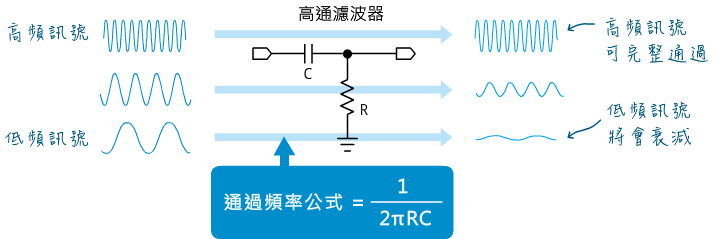 高通濾波器
高頻訊號
高頻訊號
可完整通過
C
R
低頻訊號
低頻訊號
將會衰減
通過頻率公式 = 1
2πRC